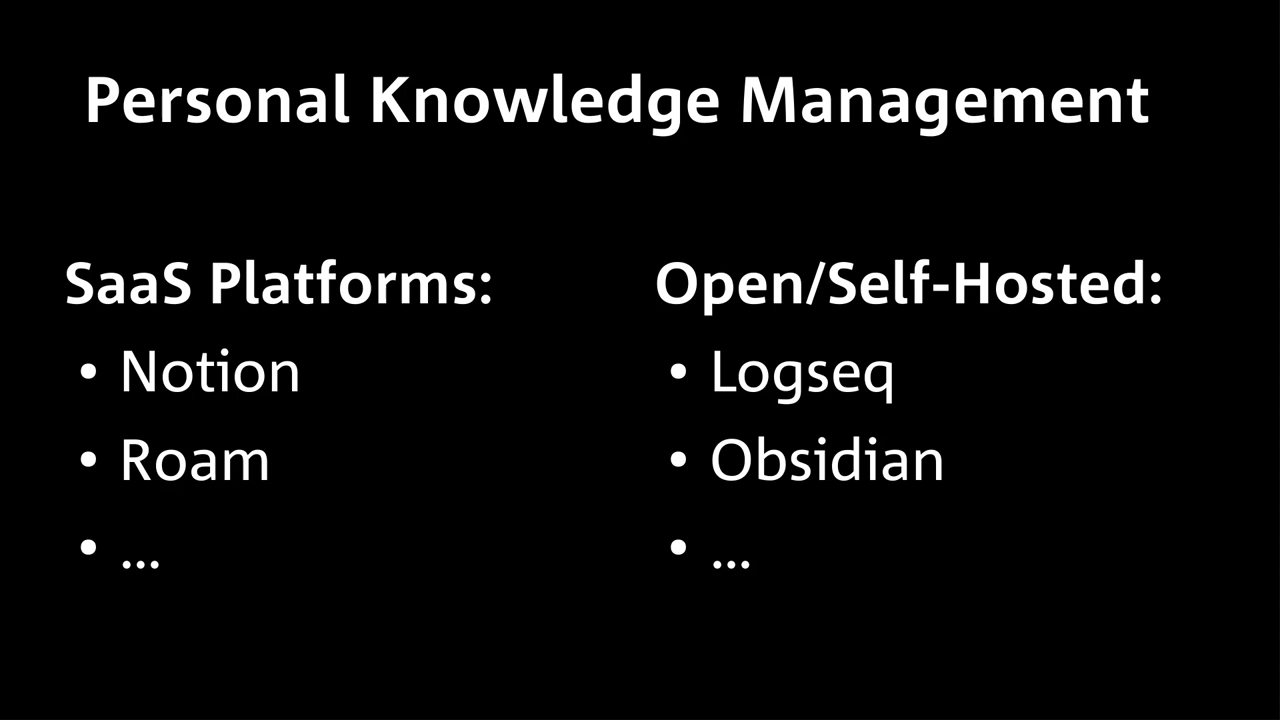 Personal Knowledge Management
SaaS Platforms:
• Notion
• Roam
• ...
Open/Self-Hosted:
• Logseq
• Obsidian
• ...